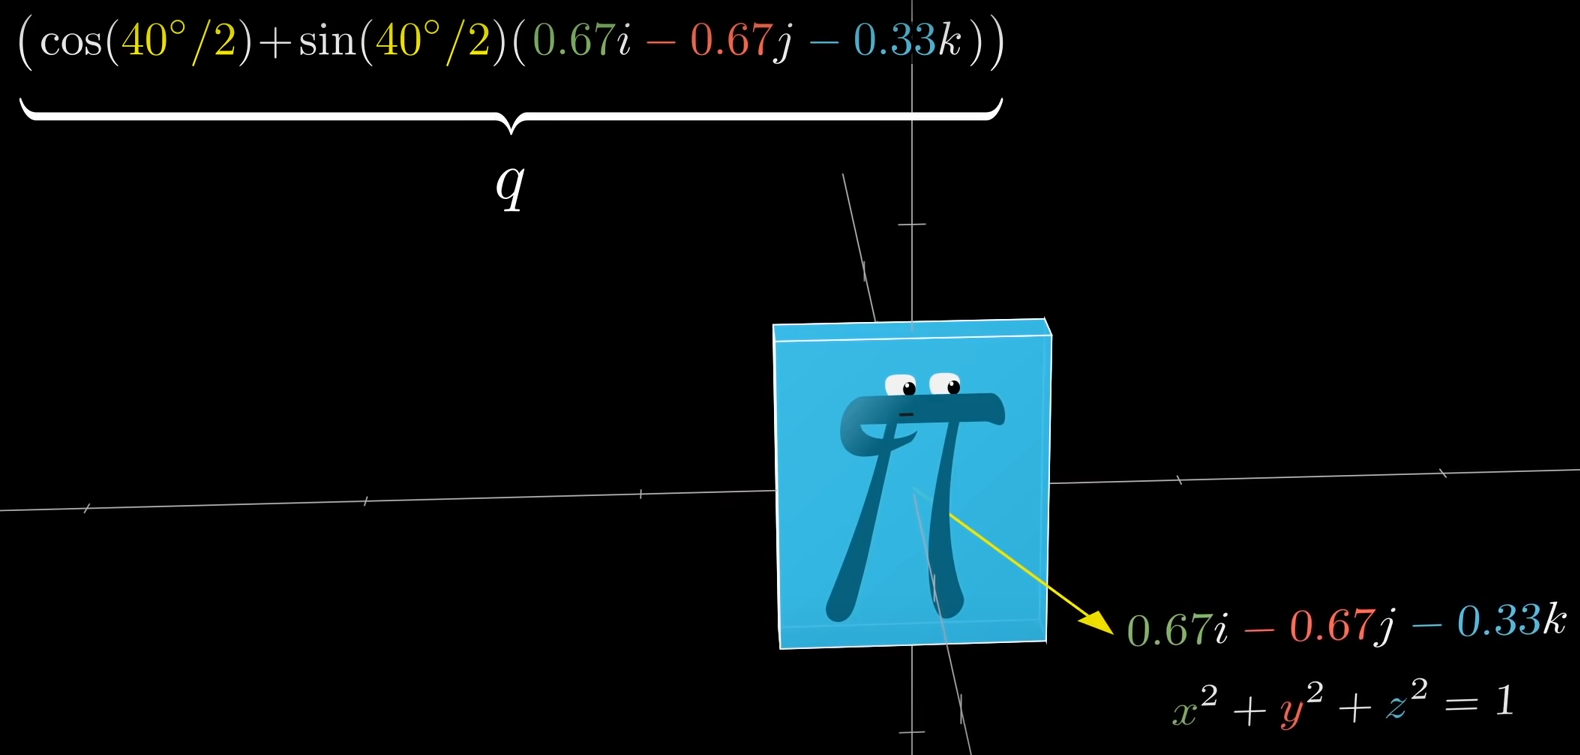 (cos(40°/2)+sin(40°/2)(0.67i − 0.67j − 0.33k))
q
π
0.67i − 0.67j − 0.33k
x² + y² + z² = 1